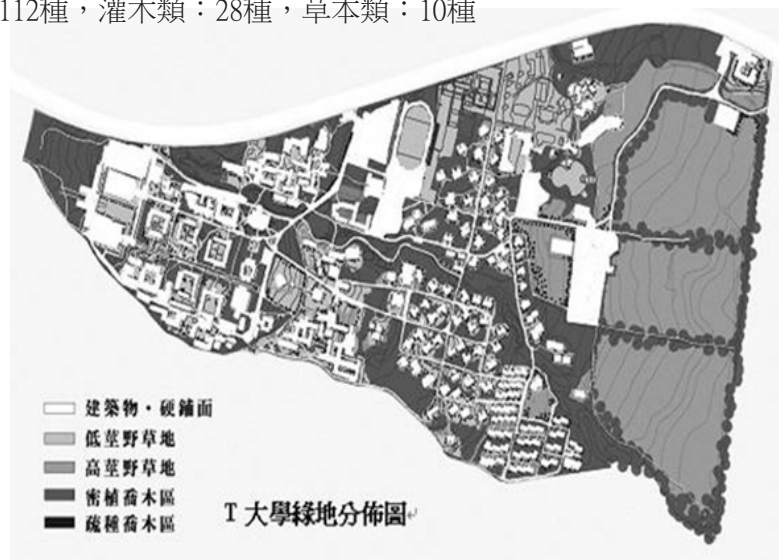 112種，灌木類：28種，草本類：10種
建築物・硬鋪面
低莖野草地
高莖野草地
密植喬木區
疏種喬木區
T 大學綠地分佈圖